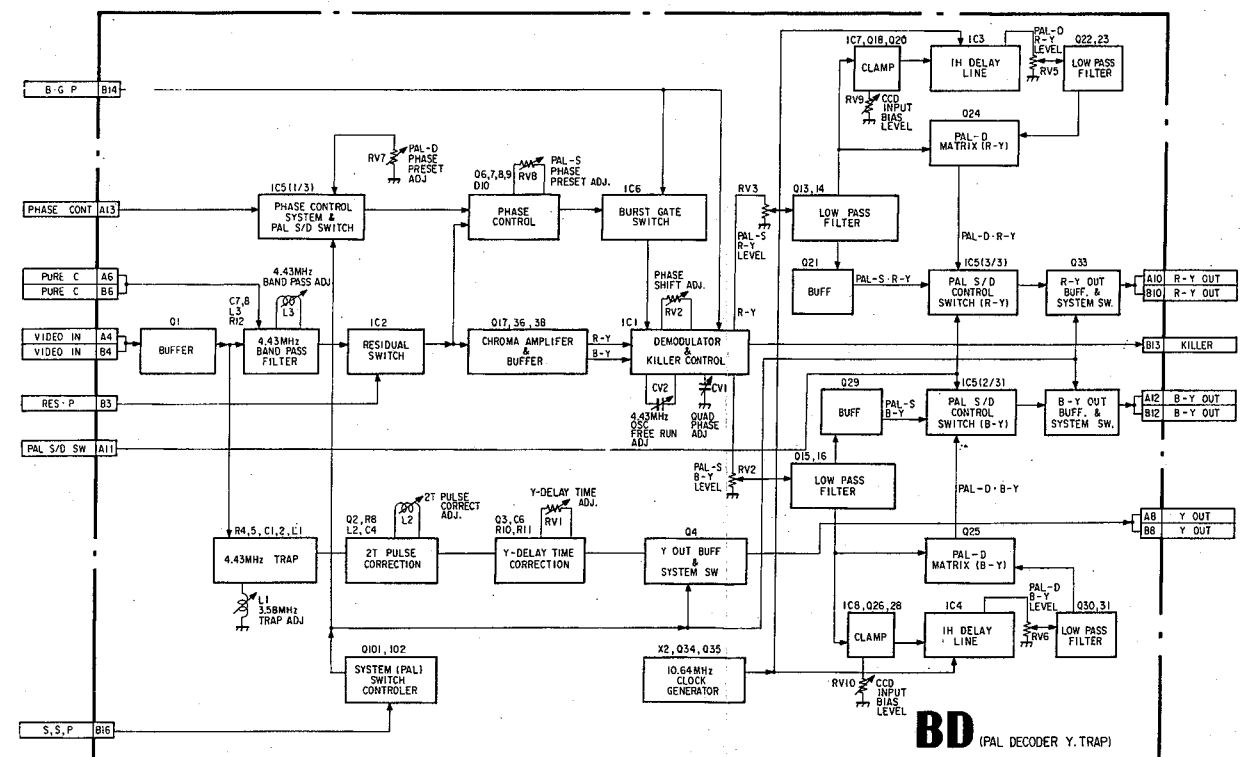 IC7, Q18, Q20
CLAMP
RV9
CCD
INPUT
BIAS
LEVEL
IC3
1H DELAY
LINE
PAL-D
R-Y
LEVEL
RV5
Q22, 23
LOW PASS
FILTER
Q24
PAL-D
MATRIX (R-Y)
B·G P B14
RV7
PAL-D
PHASE
PRESET
ADJ
IC5(1/3)
PHASE CONTROL
SYSTEM &
PAL S/D SWITCH
Q6,7,8,9
D10
RV8
PAL-S
PHASE
PRESET ADJ.
PHASE
CONTROL
IC6
BURST GATE
SWITCH
RV3
PAL-S
R-Y
LEVEL
Q13, 14
LOW PASS
FILTER
PAL-D·R-Y
PHASE CONT A13
PURE C A6
PURE C B6
C7,8
L3
R12
4.43MHz
BAND PASS ADJ
L3
4.43MHz
BAND PASS
FILTER
VIDEO IN A4
VIDEO IN B4
Q1
BUFFER
IC2
RESIDUAL
SWITCH
Q17, 36, 38
CHROMA AMPLIFER
& BUFFER
R-Y
B-Y
PHASE
SHIFT ADJ.
RV2
IC1
DEMODULATOR
&
KILLER CONTROL
R-Y
CV2
4.43MHz
OSC
FREE RUN
ADJ
CV1
QUAD
PHASE
ADJ
Q21
BUFF
PAL-S·R-Y
IC5(3/3)
PAL S/D
CONTROL
SWITCH (R-Y)
Q33
R-Y OUT
BUFF. &
SYSTEM SW.
A10 R-Y OUT
B10 R-Y OUT
B13 KILLER
RES·P B3
PAL S/D SW A11
Q29
BUFF
PAL-S
B-Y
IC5(2/3)
PAL S/D
CONTROL
SWITCH (B-Y)
B-Y OUT
BUFF. &
SYSTEM SW.
A12 B-Y OUT
B12 B-Y OUT
PAL-S
B-Y
LEVEL
RV2
Q15, 16
LOW PASS
FILTER
PAL-D·B-Y
R4,5, C1,2, L1
4.43MHz TRAP
L1
3.58MHz
TRAP ADJ
Q2, R8
L2, C4
L2
2T PULSE
CORRECT
ADJ.
2T PULSE
CORRECTION
Q3, C6
R10, R11
Y-DELAY TIME
ADJ.
RV1
Y-DELAY TIME
CORRECTION
Q4
Y OUT BUFF
&
SYSTEM SW
A8 Y OUT
B8 Y OUT
Q25
PAL-D
MATRIX (B-Y)
IC8, Q26, 28
CLAMP
RV10
CCD
INPUT
BIAS
LEVEL
IC4
1H DELAY
LINE
PAL-D
B-Y
LEVEL
RV6
Q30, 31
LOW PASS
FILTER
Q101, 102
SYSTEM (PAL)
SWITCH
CONTROLER
X2, Q34, Q35
10.64MHz
CLOCK
GENERATOR
S, S, P B16
BD (PAL DECODER Y. TRAP)